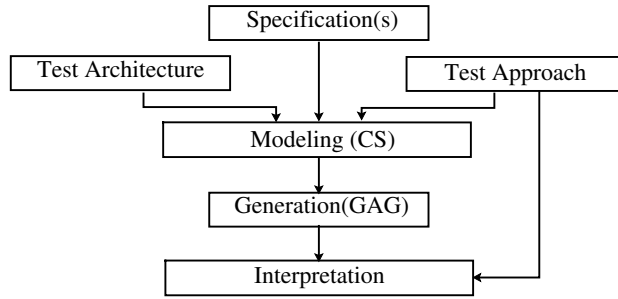 Specification(s)
Test Architecture
Test Approach
Modeling (CS)
Generation(GAG)
Interpretation